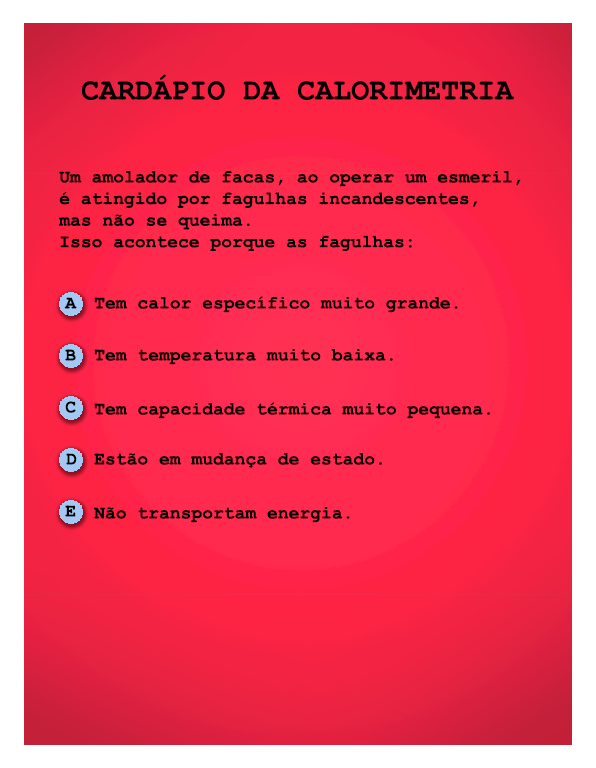 CARDÁPIO DA CALORIMETRIA
Um amolador de facas, ao operar um esmeril,
é atingido por fagulhas incandescentes,
mas não se queima.
Isso acontece porque as fagulhas:
A Tem calor específico muito grande.
B Tem temperatura muito baixa.
C Tem capacidade térmica muito pequena.
D Estão em mudança de estado.
E Não transportam energia.